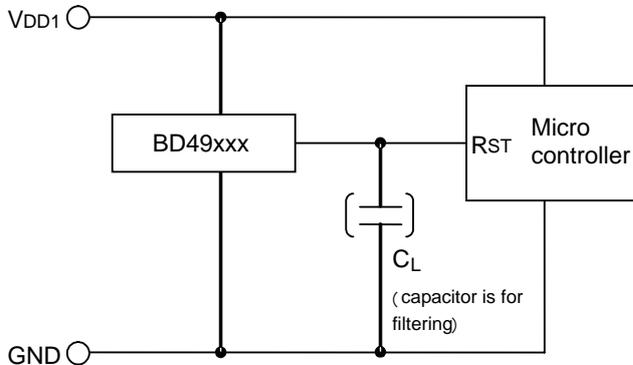 VDD1
BD49xxx
RST
Micro
controller
CL
(capacitor is for
filtering)
GND